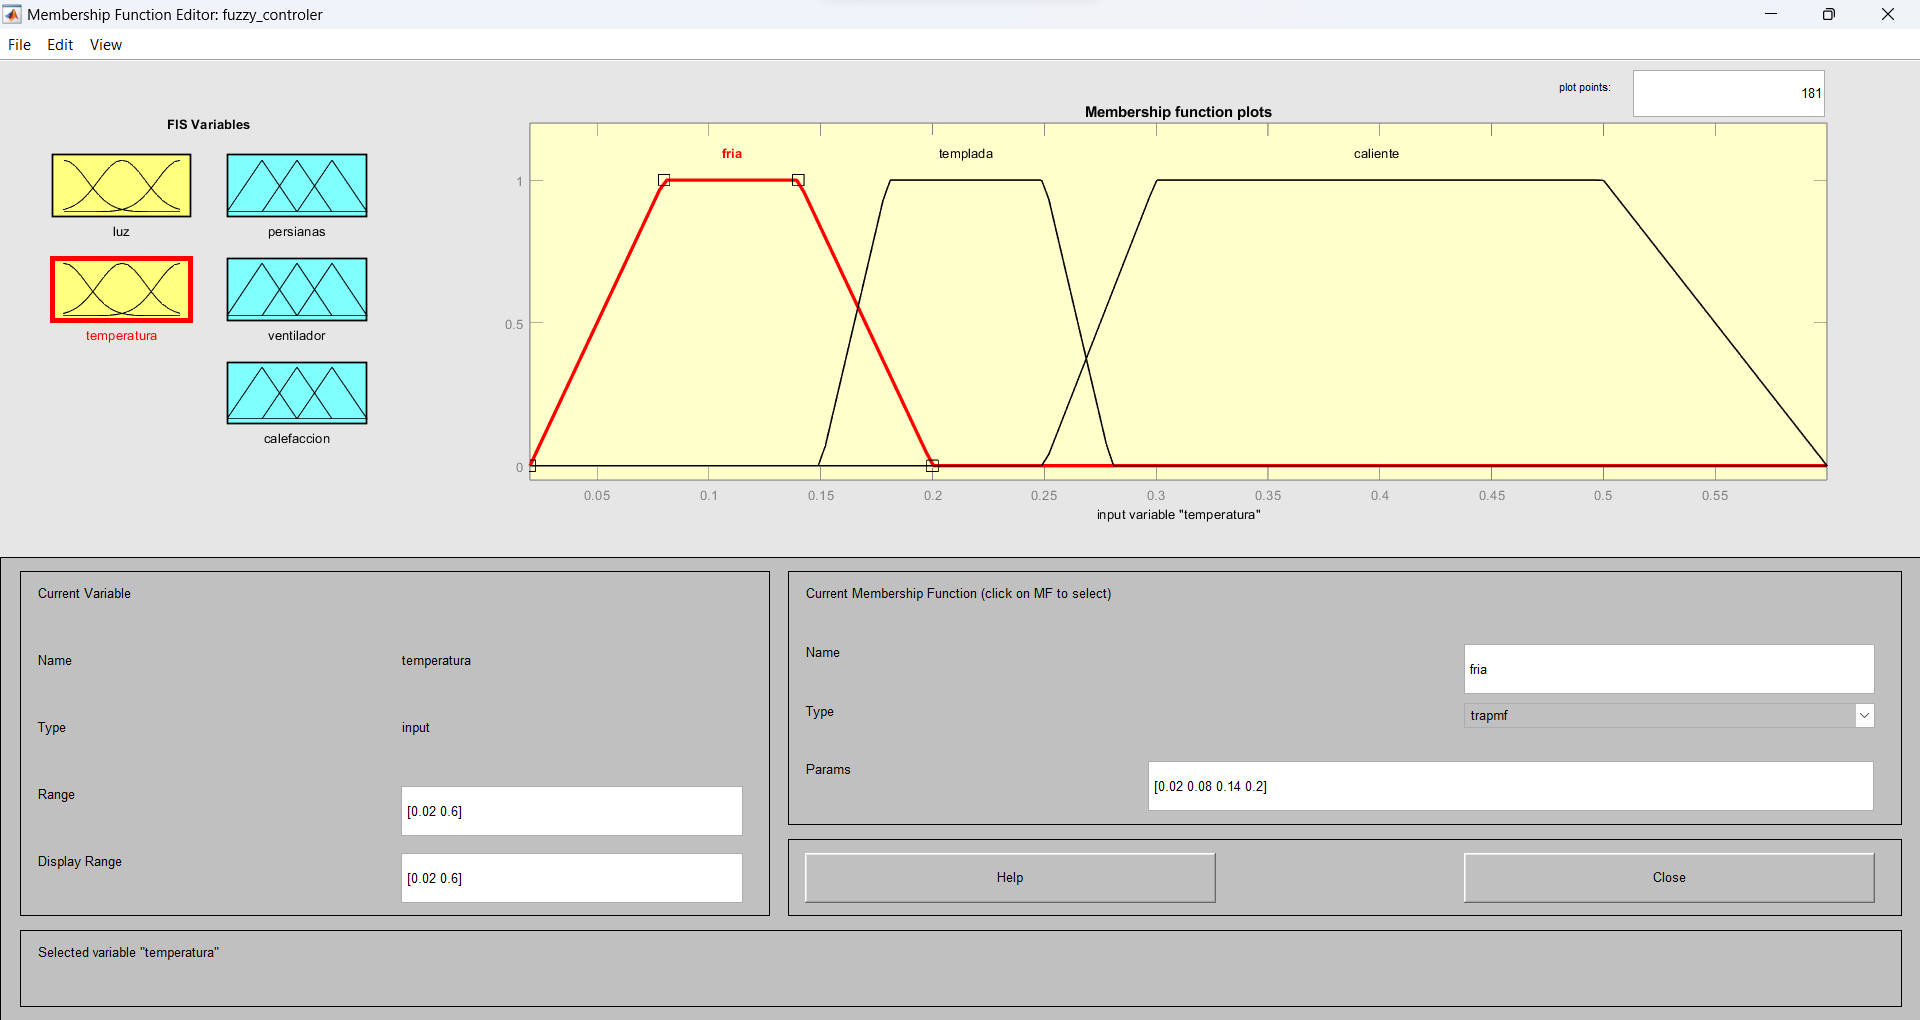 Membership Function Editor: fuzzy_controler
File Edit View
plot points:
181
FIS Variables
Membership function plots
luz
persianas
temperatura
ventilador
calefaccion
fria
templada
caliente
1
0.5
0
0.05 0.1 0.15 0.2 0.25 0.3 0.35 0.4 0.45 0.5 0.55
input variable "temperatura"
Current Variable
Name temperatura
Type input
Range [0.02 0.6]
Display Range [0.02 0.6]
Current Membership Function (click on MF to select)
Name fria
Type trapmf
Params [0.02 0.08 0.14 0.2]
Help Close
Selected variable "temperatura"